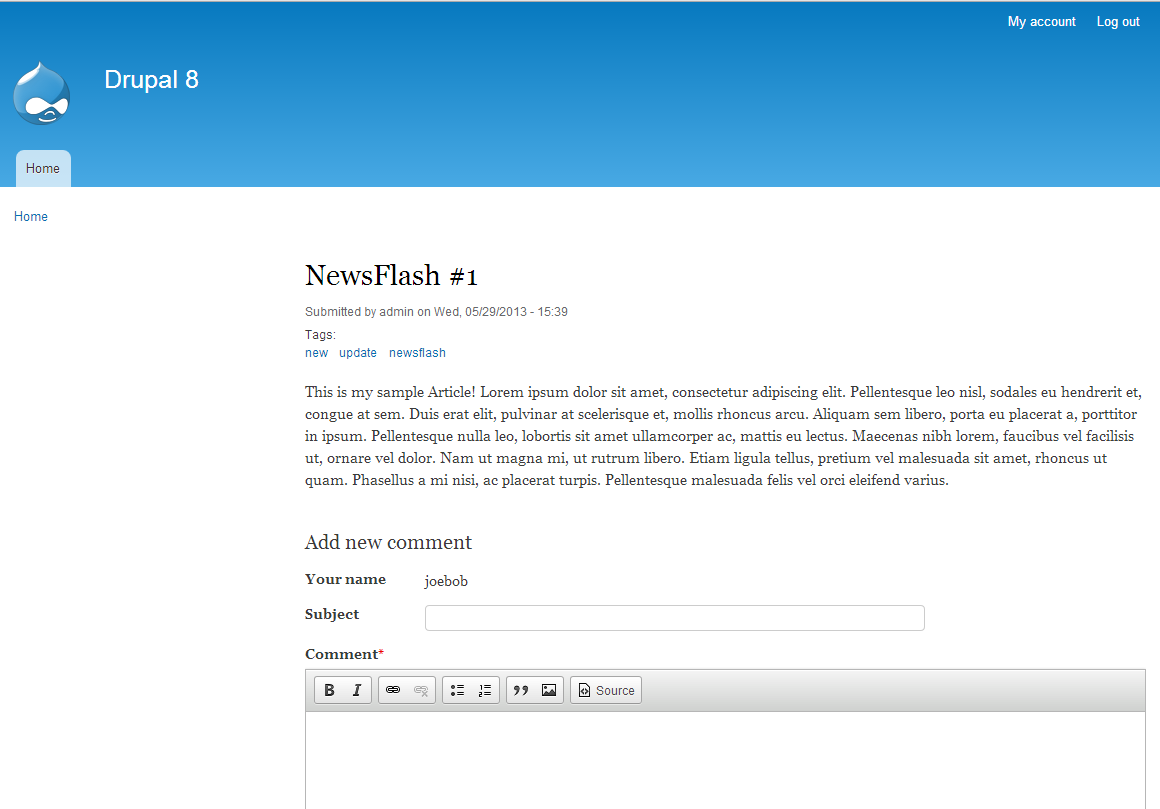 My account Log out
Drupal 8
Home
Home
NewsFlash #1
Submitted by admin on Wed, 05/29/2013 - 15:39
Tags:
new update newsflash
This is my sample Article! Lorem ipsum dolor sit amet, consectetur adipiscing elit. Pellentesque leo nisl, sodales eu hendrerit et,
congue at sem. Duis erat elit, pulvinar at scelerisque et, mollis rhoncus arcu. Aliquam sem libero, porta eu placerat a, porttitor
in ipsum. Pellentesque nulla leo, lobortis sit amet ullamcorper ac, mattis eu lectus. Maecenas nibh lorem, faucibus vel facilisis
ut, ornare vel dolor. Nam ut magna mi, ut rutrum libero. Etiam ligula tellus, pretium vel malesuada sit amet, rhoncus ut
quam. Phasellus a mi nisi, ac placerat turpis. Pellentesque malesuada felis vel orci eleifend varius.
Add new comment
Your name joebob
Subject
Comment*
B I Source